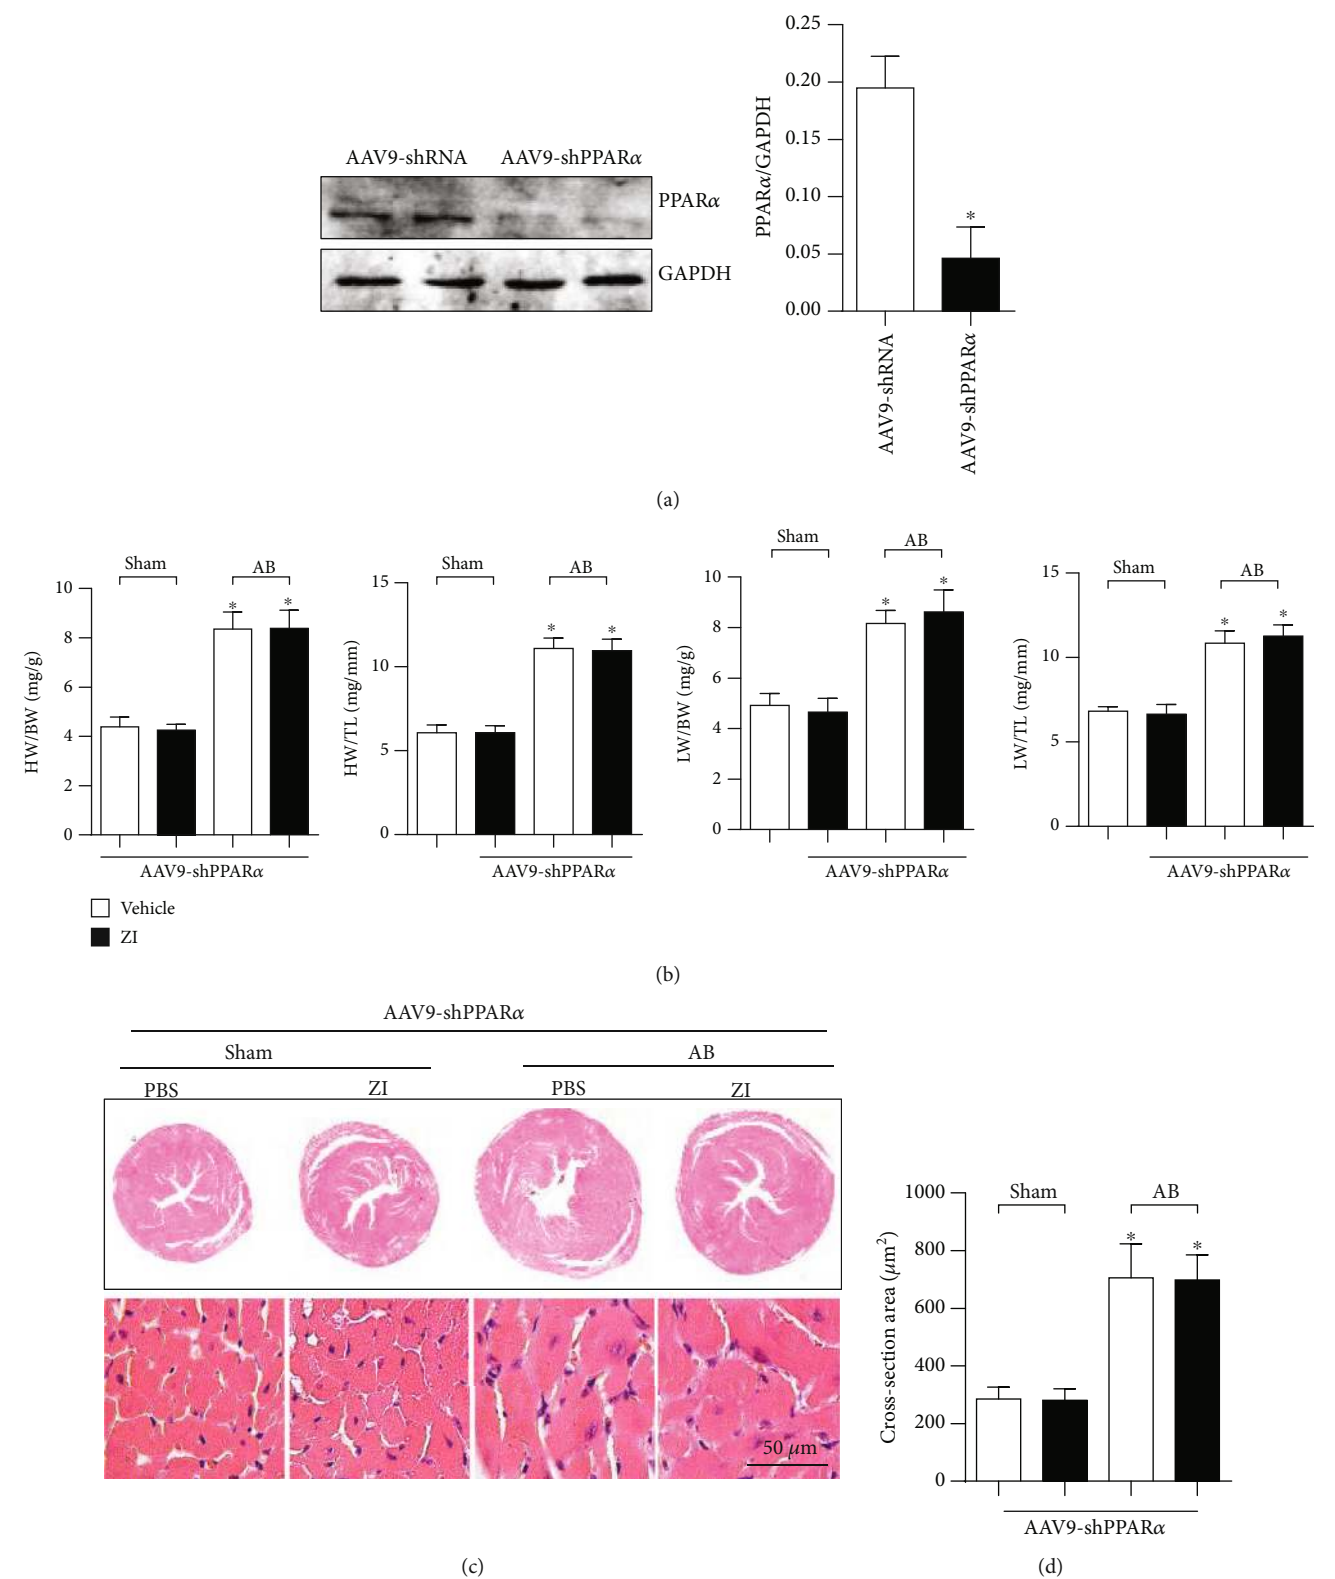 AAV9-shRNA AAV9-shPPARα
PPARα
GAPDH
PPARα/GAPDH
0.25
0.20
0.15
0.10
0.05
0.00
*
AAV9-shRNA
AAV9-shPPARα
(a)
HW/BW (mg/g)
10
8
6
4
2
0
Sham
AB
* *
AAV9-shPPARα
HW/TL (mg/mm)
15
10
5
0
Sham
AB
* *
AAV9-shPPARα
LW/BW (mg/g)
10
8
6
4
2
0
Sham
AB
* *
AAV9-shPPARα
LW/TL (mg/mm)
15
10
5
0
Sham
AB
* *
AAV9-shPPARα
Vehicle
ZI
(b)
AAV9-shPPARα
Sham AB
PBS ZI PBS ZI
50 μm
(c)
Cross-section area (μm²)
1000
800
600
400
200
0
Sham
AB
* *
AAV9-shPPARα
(d)